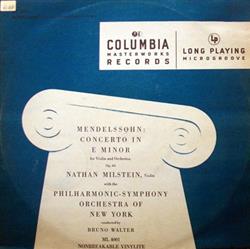 COLUMBIA
MASTERWORKS
RECORDS
LP
LONG PLAYING
MICROGROOVE
MENDELSSOHN:
CONCERTO IN
E MINOR
for Violin and Orchestra
Op. 64
NATHAN MILSTEIN, Violin
with the
PHILHARMONIC-SYMPHONY
ORCHESTRA OF
NEW YORK
conducted by
BRUNO WALTER
ML 4001
NONBREAKABLE VINYLITE